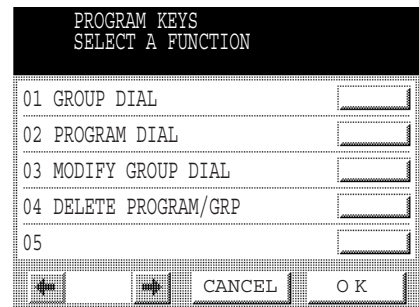 PROGRAM KEYS
SELECT A FUNCTION
01 GROUP DIAL
02 PROGRAM DIAL
03 MODIFY GROUP DIAL
04 DELETE PROGRAM/GRP
05
CANCEL OK